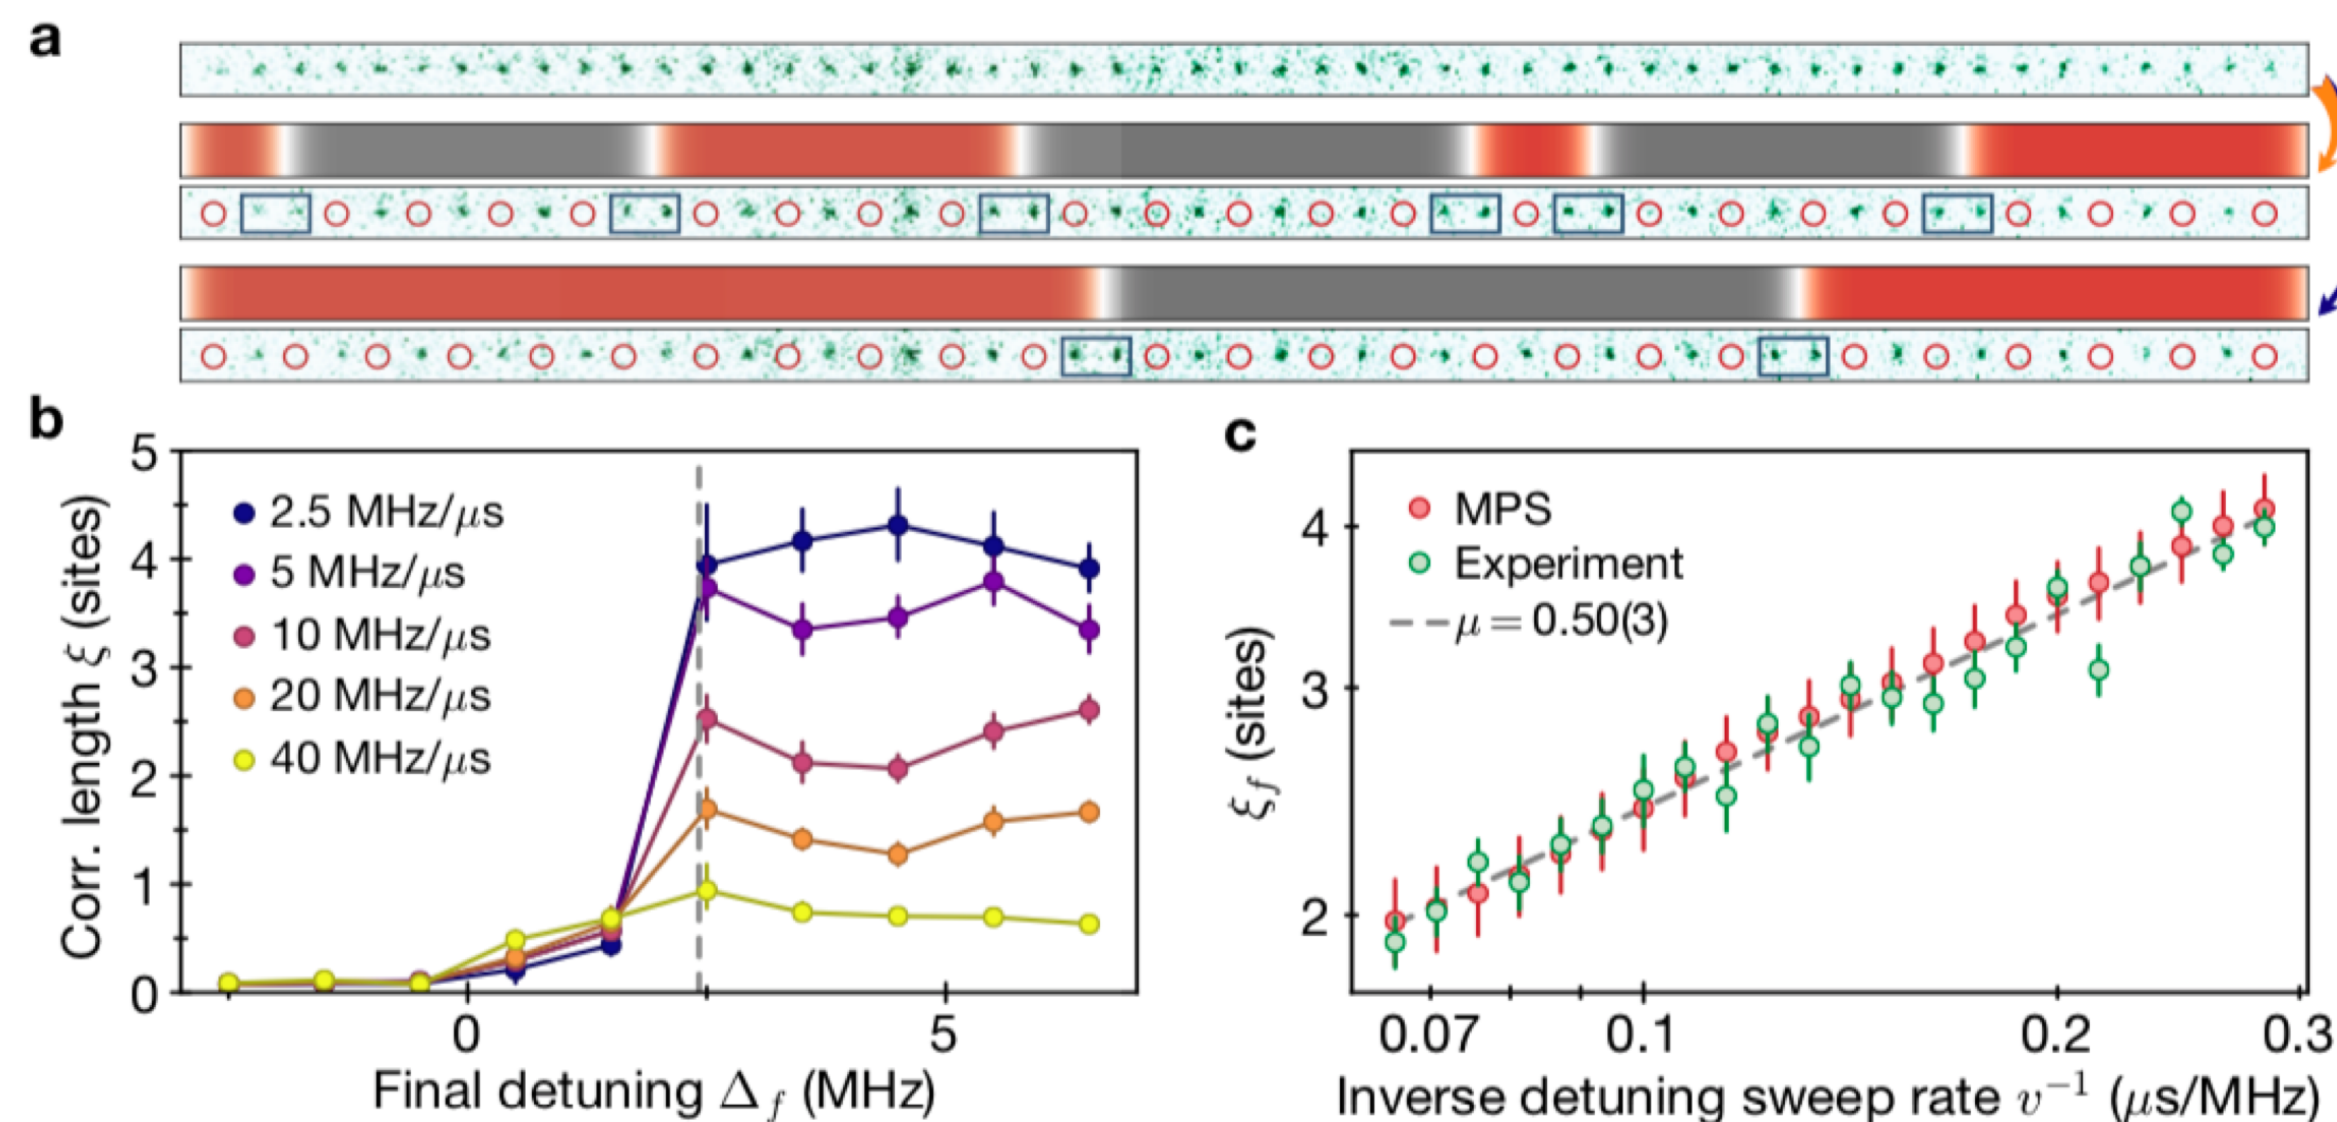 a
b
5
4
3
2
1
0
Corr. length ξ (sites)
2.5 MHz/μs
5 MHz/μs
10 MHz/μs
20 MHz/μs
40 MHz/μs
0 5
Final detuning Δf (MHz)
c
4
3
2
ξf (sites)
MPS
Experiment
μ = 0.50(3)
0.07 0.1 0.2 0.3
Inverse detuning sweep rate v⁻¹ (μs/MHz)